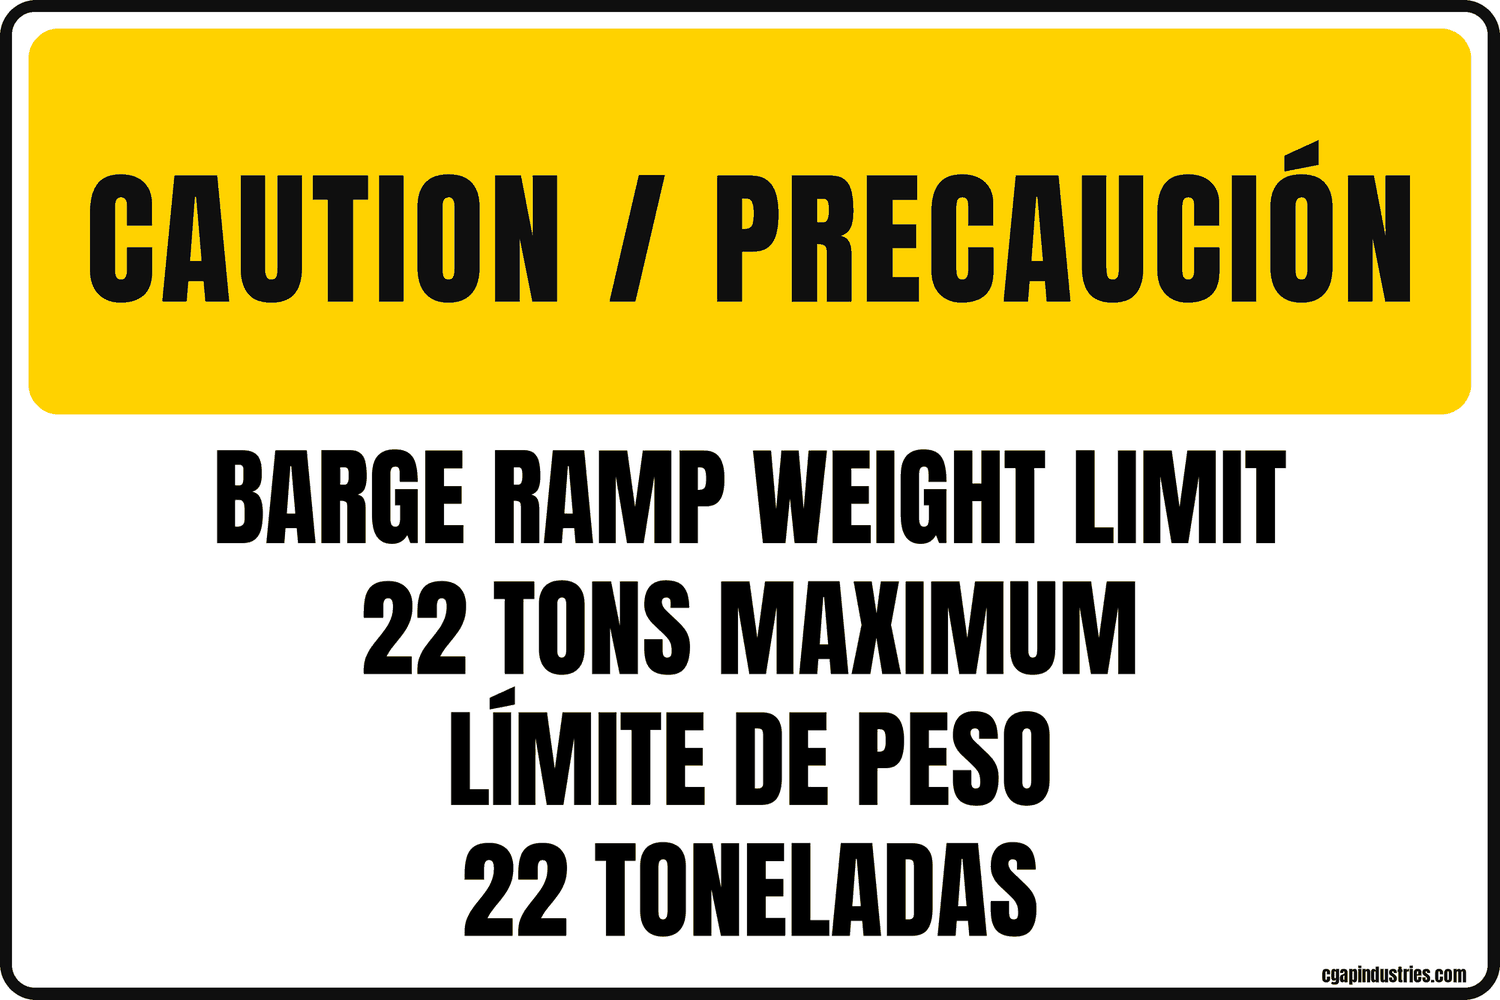 CAUTION / PRECAUCIÓN
BARGE RAMP WEIGHT LIMIT
22 TONS MAXIMUM
LÍMITE DE PESO
22 TONELADAS
cgapindustries.com